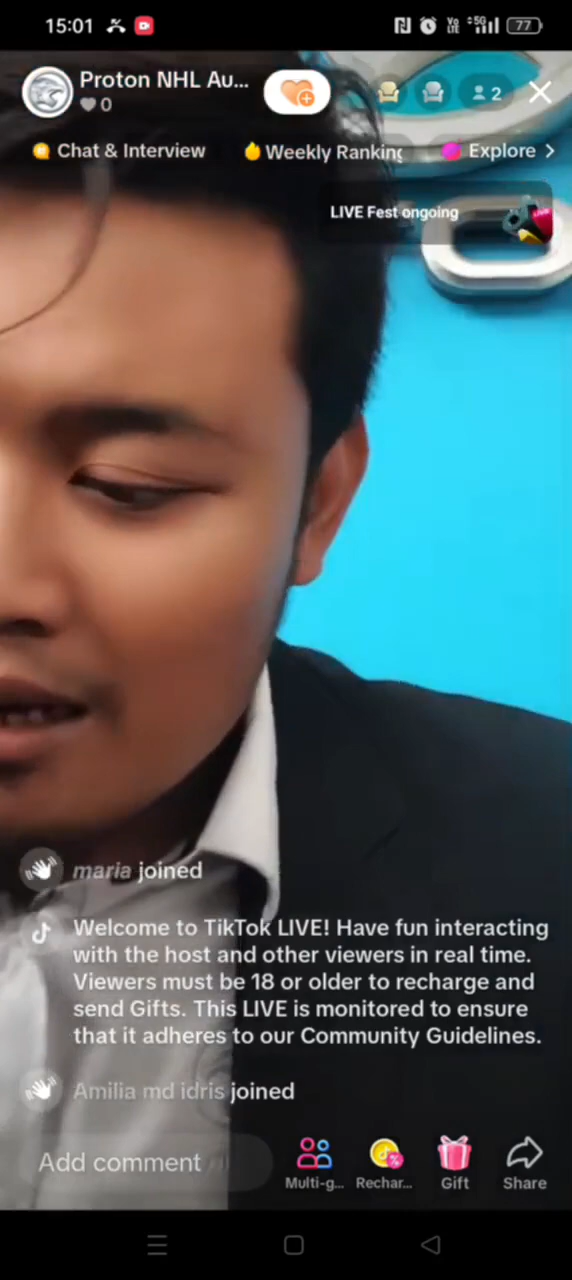 15:01
Vo
LTE
5G
77
Proton NHL Au...
0
2
Chat & Interview
Weekly Ranking
Explore >
LIVE Fest ongoing
maria joined
Welcome to TikTok LIVE! Have fun interacting
with the host and other viewers in real time.
Viewers must be 18 or older to recharge and
send Gifts. This LIVE is monitored to ensure
that it adheres to our Community Guidelines.
Amilia md idris joined
Add comment
Multi-g...
Rechar...
Gift
Share